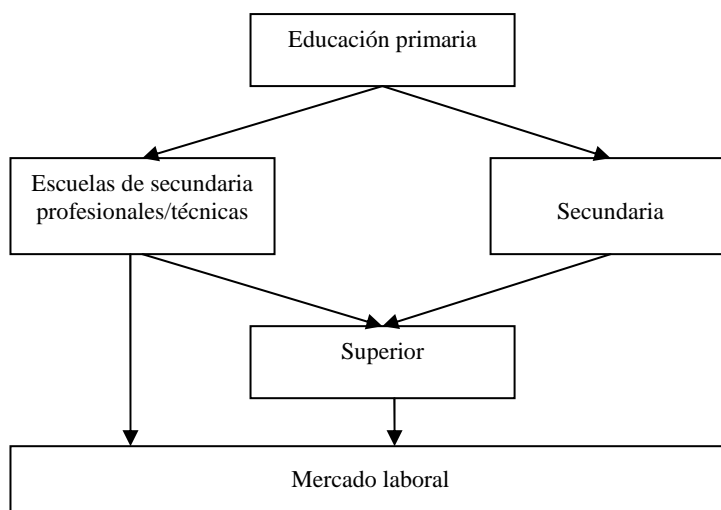 Educación primaria
Escuelas de secundaria
profesionales/técnicas
Secundaria
Superior
Mercado laboral